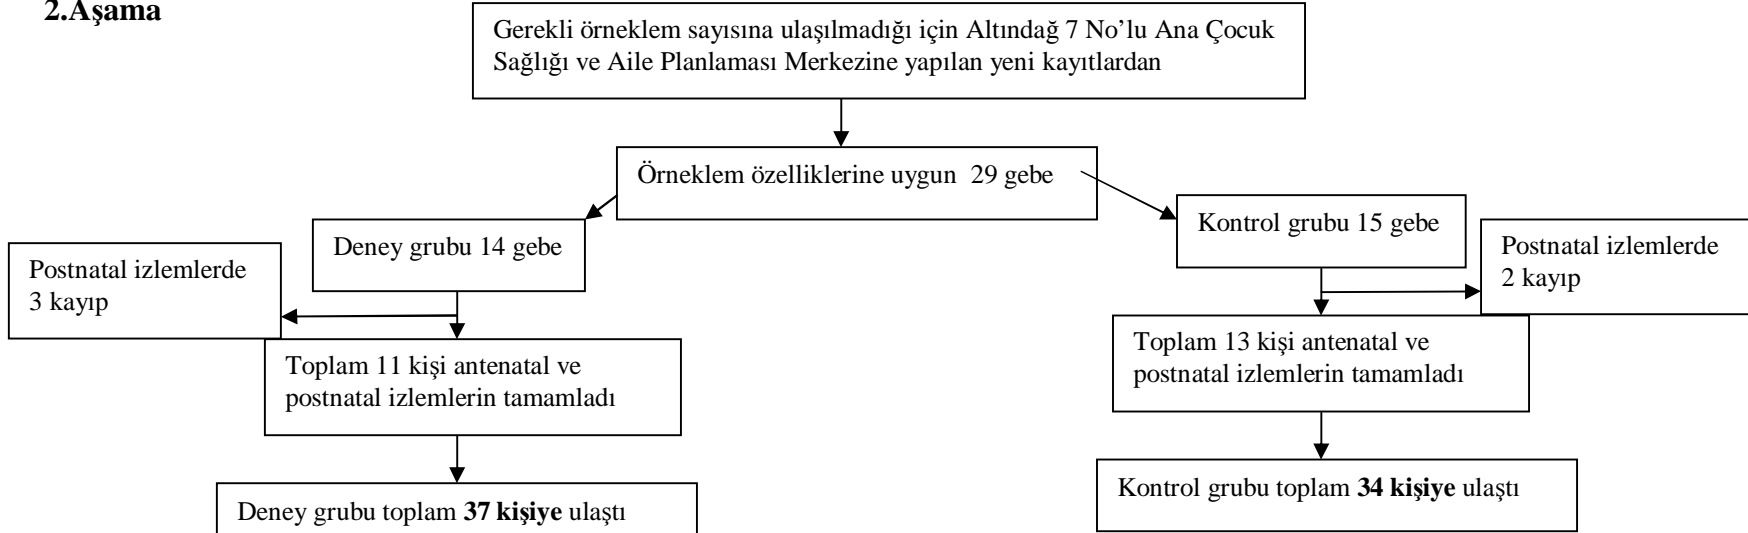 2.Aşama
Gerekli örneklem sayısına ulaşılmadığı için Altındağ 7 No’lu Ana Çocuk
Sağlığı ve Aile Planlaması Merkezine yapılan yeni kayıtlardan
Örneklem özelliklerine uygun 29 gebe
Deney grubu 14 gebe
Kontrol grubu 15 gebe
Postnatal izlemlerde
3 kayıp
Postnatal izlemlerde
2 kayıp
Toplam 11 kişi antenatal ve
postnatal izlemlerin tamamladı
Toplam 13 kişi antenatal ve
postnatal izlemlerin tamamladı
Deney grubu toplam 37 kişiye ulaştı
Kontrol grubu toplam 34 kişiye ulaştı